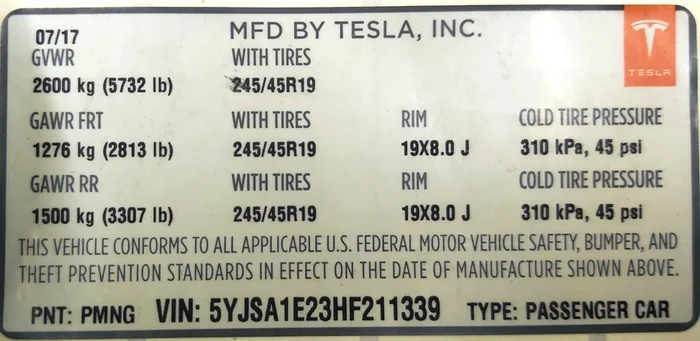 07/17 MFD BY TESLA, INC.
TESLA
GVWR WITH TIRES
2600 kg (5732 lb) 245/45R19
GAWR FRT WITH TIRES RIM COLD TIRE PRESSURE
1276 kg (2813 lb) 245/45R19 19X8.0 J 310 kPa, 45 psi
GAWR RR WITH TIRES RIM COLD TIRE PRESSURE
1500 kg (3307 lb) 245/45R19 19X8.0 J 310 kPa, 45 psi
THIS VEHICLE CONFORMS TO ALL APPLICABLE U.S. FEDERAL MOTOR VEHICLE SAFETY, BUMPER, AND
THEFT PREVENTION STANDARDS IN EFFECT ON THE DATE OF MANUFACTURE SHOWN ABOVE.
PNT: PMNG VIN: 5YJSA1E23HF211339 TYPE: PASSENGER CAR